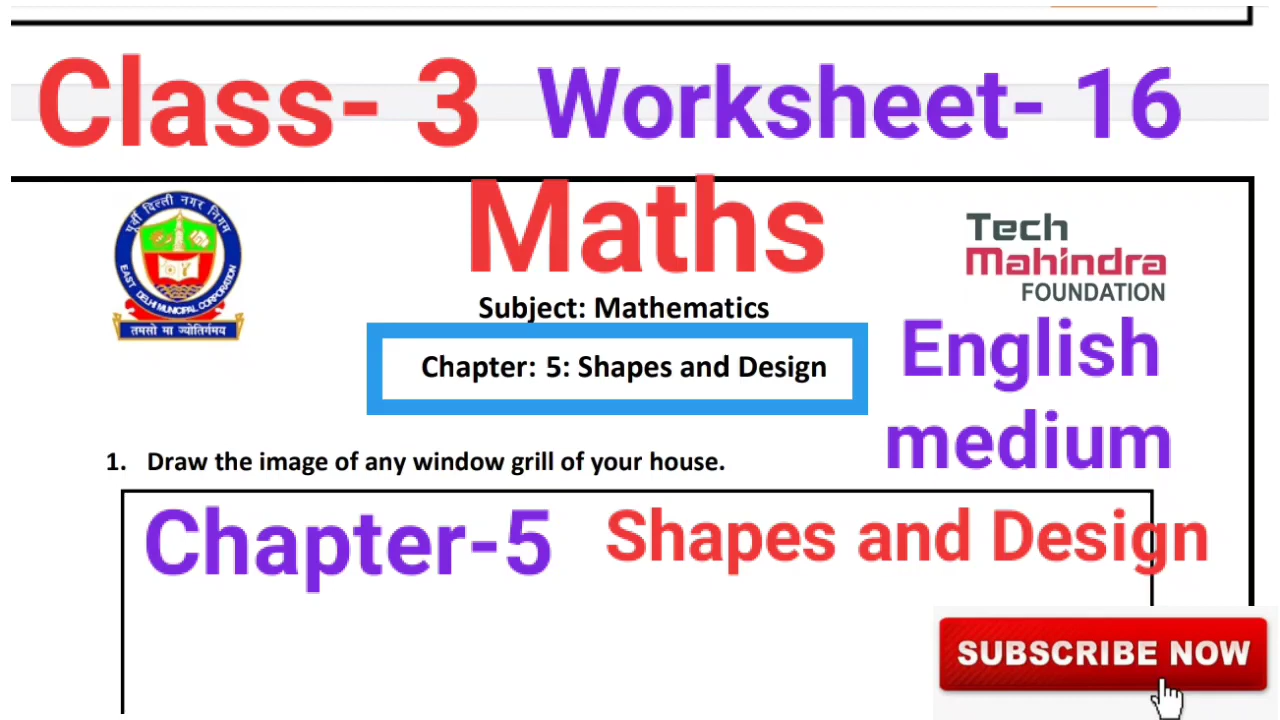 Class- 3 Worksheet- 16
Maths
पूर्वी दिल्ली नगर निगम
EAST DELHI MUNICIPAL CORPORATION
तमसो मा ज्योतिर्गमय
Tech
Mahindra
FOUNDATION
Subject: Mathematics
Chapter: 5: Shapes and Design
English
medium
1. Draw the image of any window grill of your house.
Chapter-5 Shapes and Design
SUBSCRIBE NOW